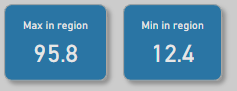 Max in region
95.8
Min in region
12.4